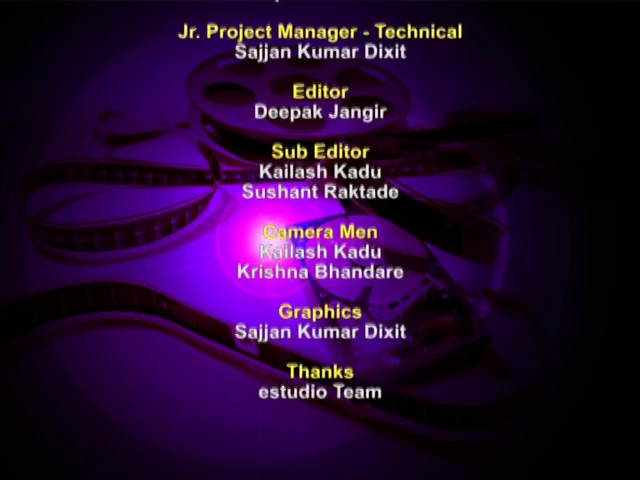 Jr. Project Manager - Technical
Sajjan Kumar Dixit
Editor
Deepak Jangir
Sub Editor
Kailash Kadu
Sushant Raktade
Camera Men
Kailash Kadu
Krishna Bhandare
Graphics
Sajjan Kumar Dixit
Thanks
estudio Team